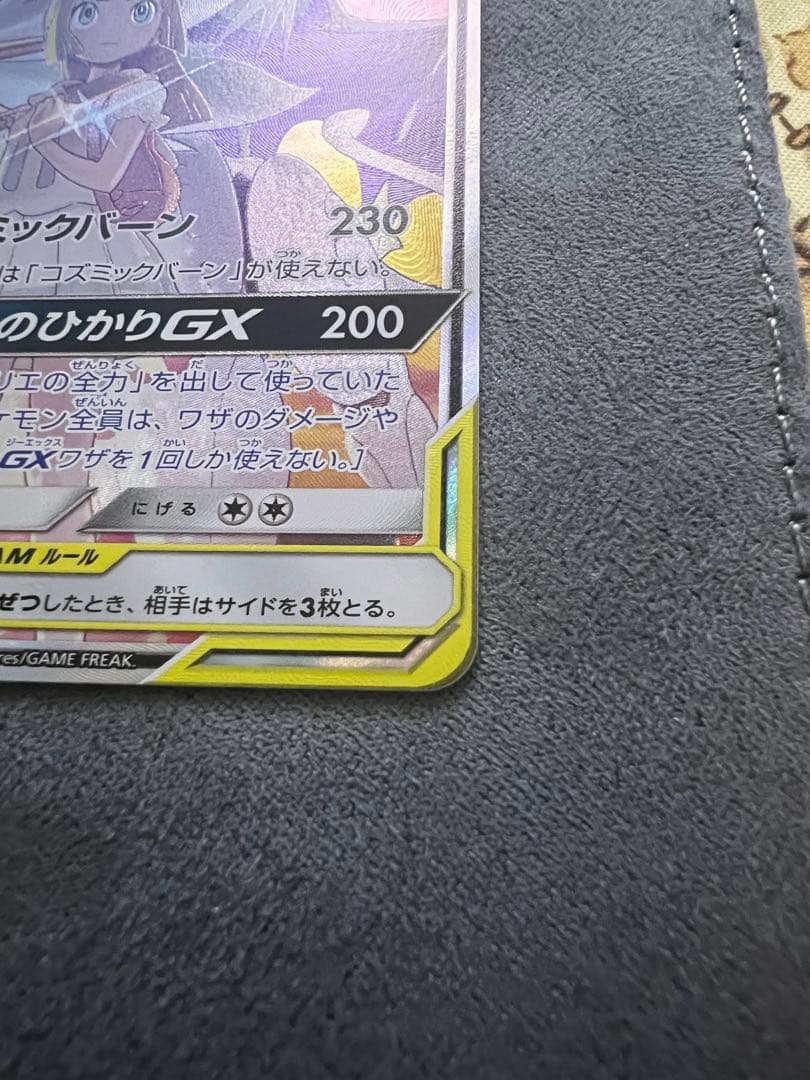 ミックバーン 230
は「コズミックバーン」が使えない。
のひかりGX 200
リエの全力」を出して使っていた
ケモン全員は、ワザのダメージや
GXワザを1回しか使えない。]
にげる
AM ルール
ぜつしたとき、相手はサイドを3枚とる。
res/GAME FREAK.